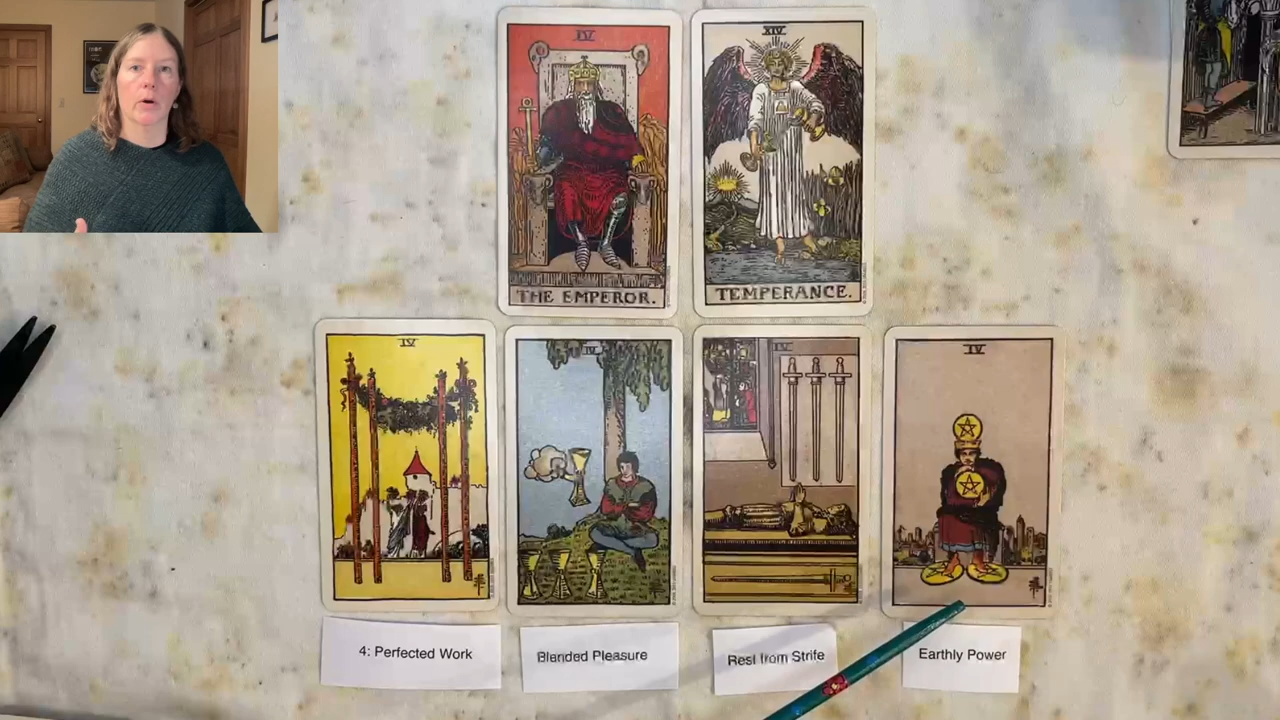 IV
THE EMPEROR.
XIV
TEMPERANCE.
IV
IV
IV
IV
4: Perfected Work
Blended Pleasure
Rest from Strife
Earthly Power